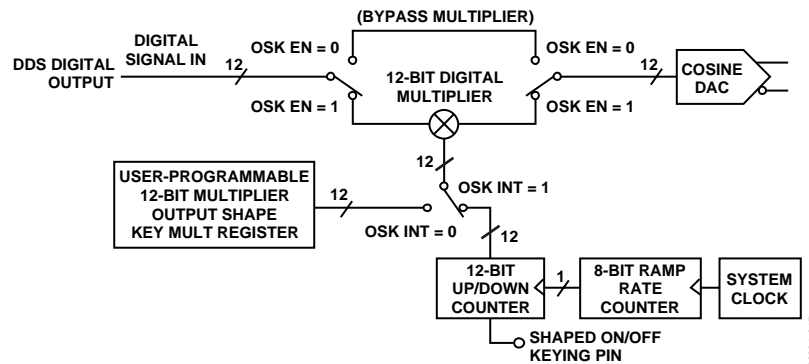 (BYPASS MULTIPLIER)
DIGITAL
SIGNAL IN
OSK EN = 0
OSK EN = 0
DDS DIGITAL
OUTPUT
12
12-BIT DIGITAL
MULTIPLIER
12
COSINE
DAC
OSK EN = 1
OSK EN = 1
12
USER-PROGRAMMABLE
12-BIT MULTIPLIER
OUTPUT SHAPE
KEY MULT REGISTER
12
OSK INT = 1
OSK INT = 0
12
12-BIT
UP/DOWN
COUNTER
1
8-BIT RAMP
RATE
COUNTER
SYSTEM
CLOCK
SHAPED ON/OFF
KEYING PIN